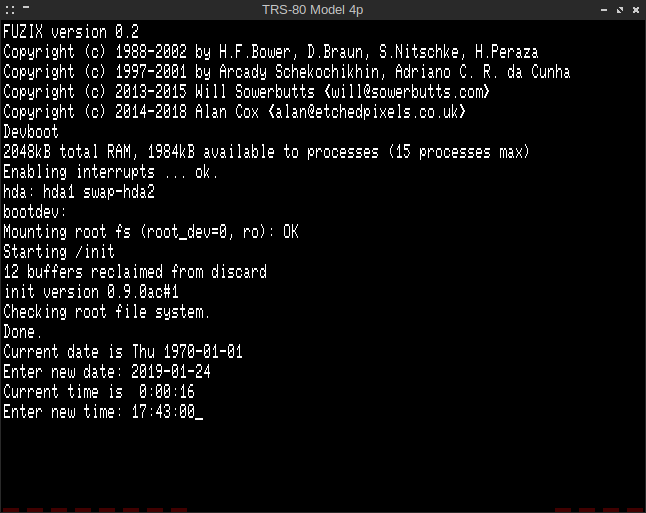 TRS-80 Model 4p
FUZIX version 0.2
Copyright (c) 1988-2002 by H.F.Bower, D.Braun, S.Nitschke, H.Peraza
Copyright (c) 1997-2001 by Arcady Schekochikhin, Adriano C. R. da Cunha
Copyright (c) 2013-2015 Will Sowerbutts <will@sowerbutts.com>
Copyright (c) 2014-2018 Alan Cox <alan@etchedpixels.co.uk>
Devboot
2048kB total RAM, 1984kB available to processes (15 processes max)
Enabling interrupts ... ok.
hda: hda1 swap-hda2
bootdev:
Mounting root fs (root_dev=0, ro): OK
Starting /init
12 buffers reclaimed from discard
init version 0.9.0ac#1
Checking root file system.
Done.
Current date is Thu 1970-01-01
Enter new date: 2019-01-24
Current time is  0:00:16
Enter new time: 17:43:00_